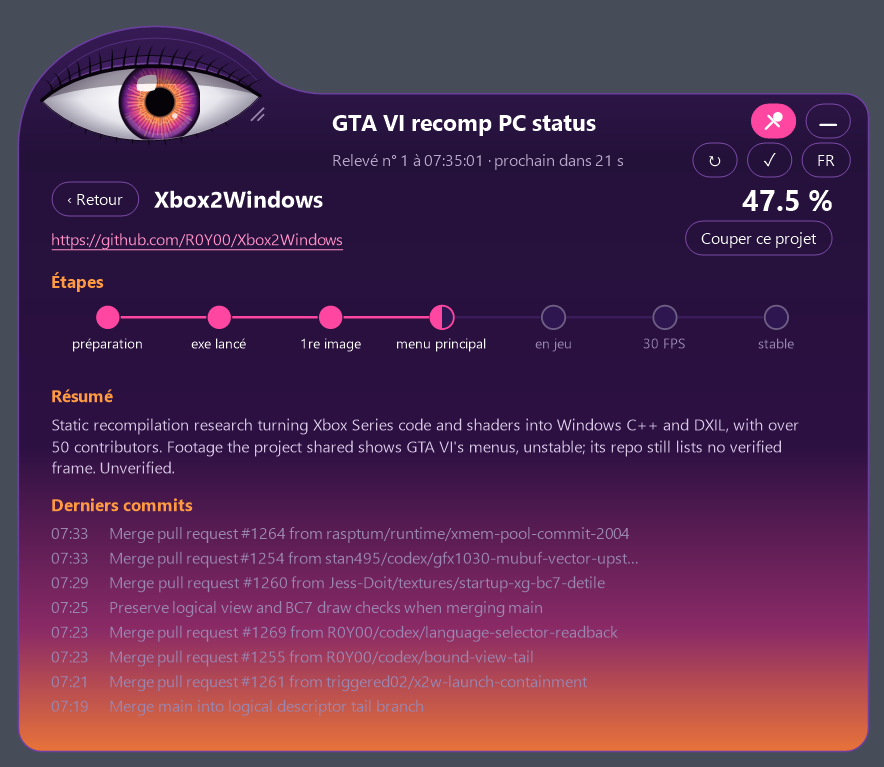 GTA VI recomp PC status
Relevé n° 1 à 07:35:01 · prochain dans 21 s
↻ ✓ FR
‹ Retour Xbox2Windows 47.5 %
https://github.com/R0Y00/Xbox2Windows Couper ce projet
Étapes
préparation exe lancé 1re image menu principal en jeu 30 FPS stable
Résumé
Static recompilation research turning Xbox Series code and shaders into Windows C++ and DXIL, with over
50 contributors. Footage the project shared shows GTA VI's menus, unstable; its repo still lists no verified
frame. Unverified.
Derniers commits
07:33 Merge pull request #1264 from rasptum/runtime/xmem-pool-commit-2004
07:33 Merge pull request #1254 from stan495/codex/gfx1030-mubuf-vector-upst...
07:29 Merge pull request #1260 from Jess-Doit/textures/startup-xg-bc7-detile
07:25 Preserve logical view and BC7 draw checks when merging main
07:23 Merge pull request #1269 from R0Y00/codex/language-selector-readback
07:23 Merge pull request #1255 from R0Y00/codex/bound-view-tail
07:21 Merge pull request #1261 from triggered02/x2w-launch-containment
07:19 Merge main into logical descriptor tail branch